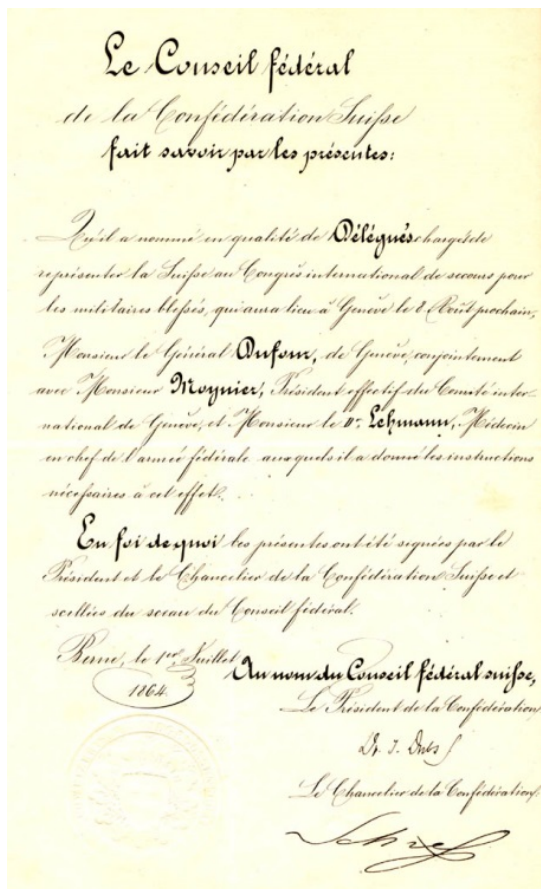 Le Conseil fédéral
de la Confédération Suisse
fait savoir par les présentes:
Qu'il a nommé en qualité de Délégués chargés de
représenter la Suisse au Congrès international de secours pour
les militaires blessés, qui aura lieu à Genève le 8 Août prochain,
Monsieur le Général Dufour, de Genève, conjointement
avec Monsieur Moynier, Président effectif du Comité inter-
national de Genève, et Monsieur le Dr. Lehmann, Médecin
en chef de l'armée fédérale auxquels il a donné les instructions
nécessaires à cet effet.
En foi de quoi les présentes ont été signées par le
Président et le Chancelier de la Confédération Suisse et
scellées du sceau du Conseil fédéral.
Berne, le 1er Juillet
1864.
Au nom du Conseil fédéral suisse,
Le Président de la Confédération,
Dr. J. Dubs
Le Chancelier de la Confédération:
Schiess